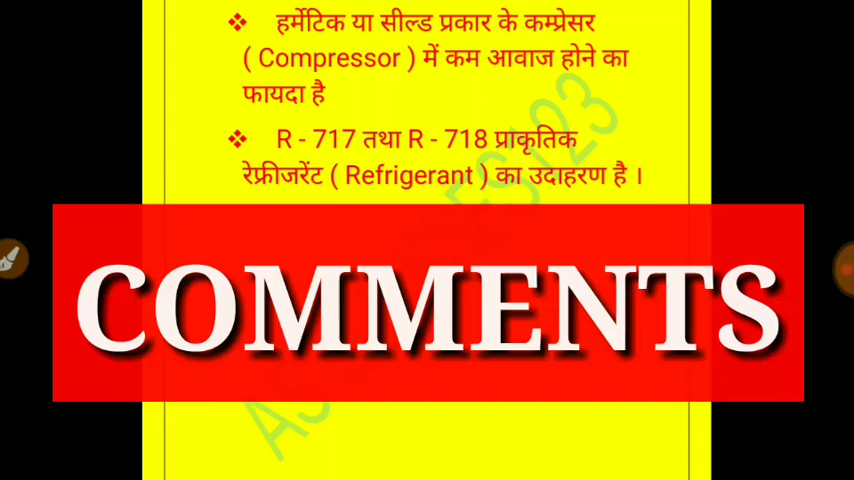 ❖ हर्मेटिक या सील्ड प्रकार के कम्प्रेसर
( Compressor ) में कम आवाज होने का
फायदा है
❖ R - 717 तथा R - 718 प्राकृतिक
रेफ्रीजरेंट ( Refrigerant ) का उदाहरण है ।
COMMENTS